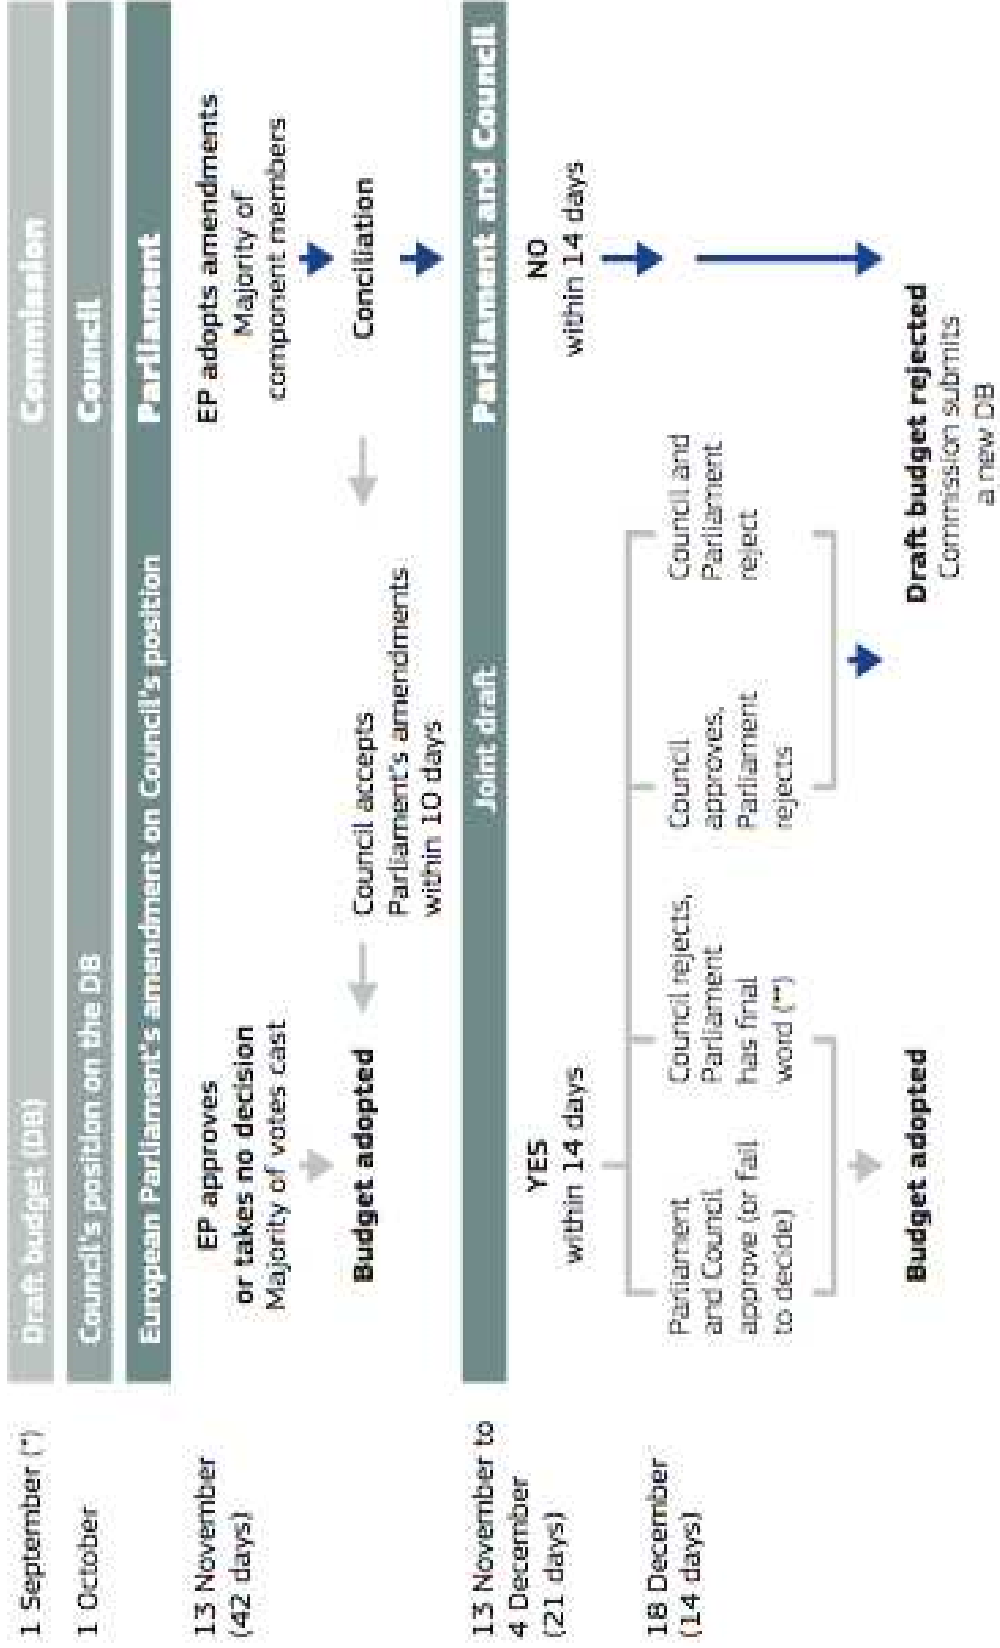 1 September (*)
Draft budget (DB)
Commission
1 October
Council's position on the DB
Council
European Parliament's amendment on Council's position
Parliament
13 November
(42 days)
EP approves
or takes no decision
Majority of votes cast
EP adopts amendments
Majority of
component members
Budget adopted
Council accepts
Parliament's amendments
within 10 days
Conciliation
13 November to
4 December
(21 days)
Joint draft
Parliament and Council
YES
within 14 days
NO
within 14 days
18 December
(14 days)
Parliament
and Council
approve (or fail
to decide)
Council rejects,
Parliament
has final
word (**)
Council
approves,
Parliament
rejects
Council and
Parliament
reject
Budget adopted
Draft budget rejected
Commission submits
a new DB